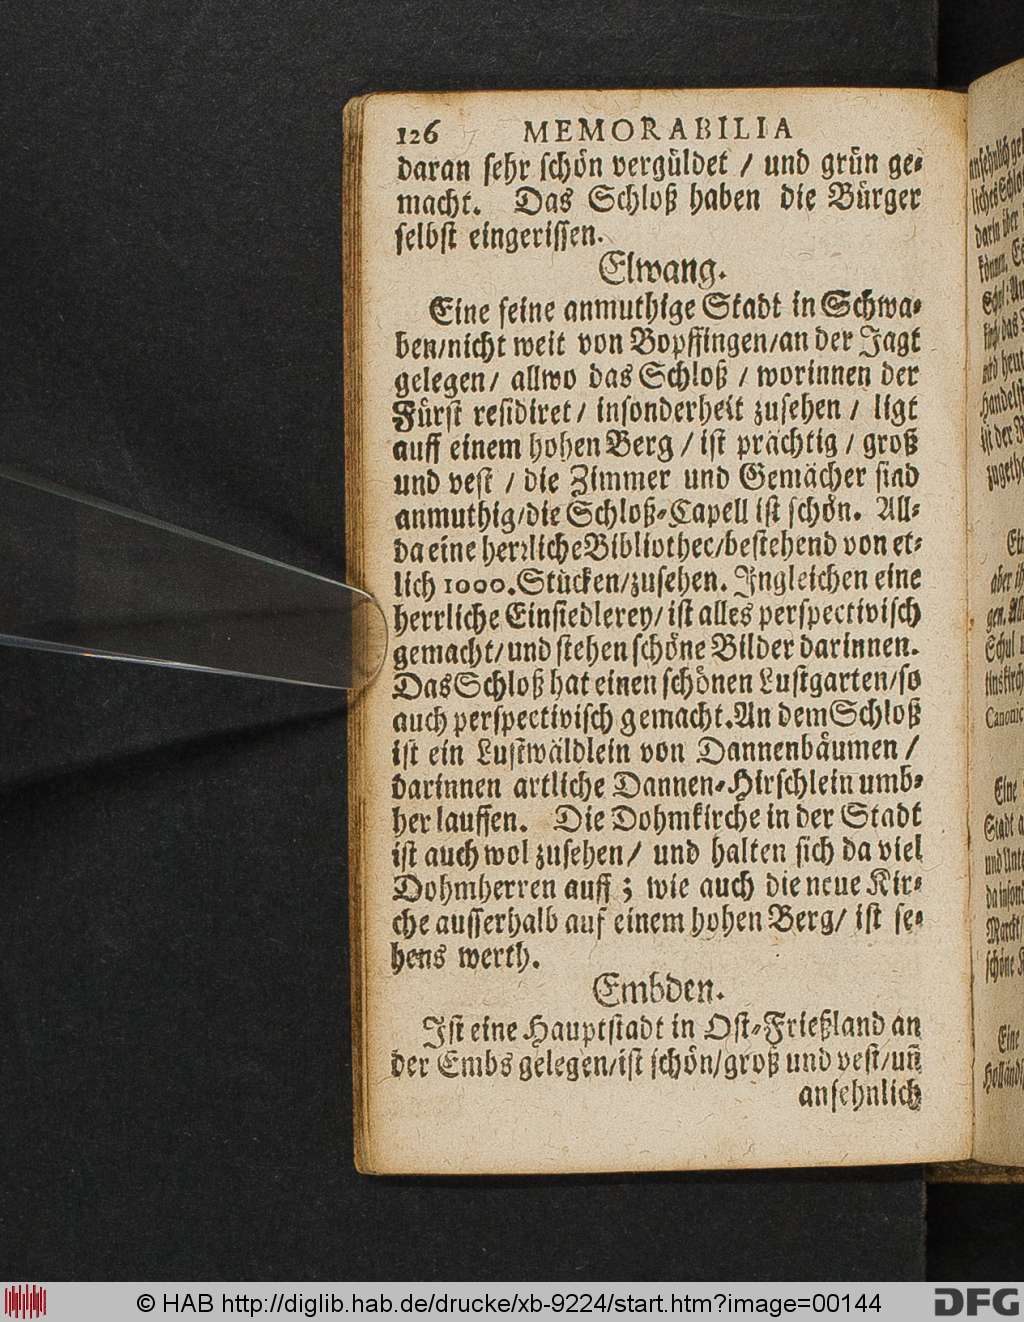 126 MEMORABILIA
daran sehr schön vergüldet / und grün ge-
macht. Das Schloß haben die Bürger
selbst eingerissen.
Elwang.
Eine feine anmuthige Stadt in Schwa-
ben/nicht weit von Bopffingen/an der Jagt
gelegen/ allwo das Schloß / worinnen der
Fürst residiret/ insonderheit zusehen / ligt
auff einem hohen Berg / ist prächtig / groß
und vest / die Zimmer und Gemächer sind
anmuthig/die Schloß-Capell ist schön. All-
da eine herrliche Bibliothec/bestehend von et-
lich 1000. Stücken/zusehen. Ingleichen eine
herrliche Einsiedlerey/ ist alles perspectivisch
gemacht/und stehen schöne Bilder darinnen.
Das Schloß hat einen schönen Lustgarten/so
auch perspectivisch gemacht. An dem Schloß
ist ein Lustwäldlein von Dannenbäumen /
darinnen artliche Dannen-Hirschlein umb-
her lauffen. Die Dohmkirche in der Stadt
ist auch wol zusehen/ und halten sich da viel
Dohmherren auff ; wie auch die neue Kir-
che ausserhalb auf einem hohen Berg/ ist se-
hens werth.
Embden.
Ist eine Hauptstadt in Ost-Frießland an
der Embs gelegen/ist schön/groß und vest/uñ
ansehnlich
© HAB http://diglib.hab.de/drucke/xb-9224/start.htm?image=00144
DFG